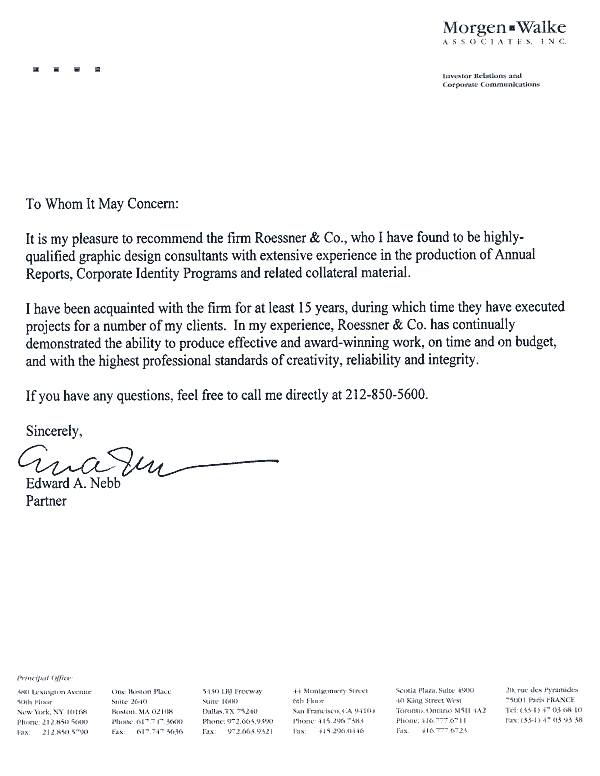 Morgen■Walke
ASSOCIATES, INC.
Investor Relations and
Corporate Communications
To Whom It May Concern:
It is my pleasure to recommend the firm Roessner & Co., who I have found to be highly-
qualified graphic design consultants with extensive experience in the production of Annual
Reports, Corporate Identity Programs and related collateral material.
I have been acquainted with the firm for at least 15 years, during which time they have executed
projects for a number of my clients. In my experience, Roessner & Co. has continually
demonstrated the ability to produce effective and award-winning work, on time and on budget,
and with the highest professional standards of creativity, reliability and integrity.
If you have any questions, feel free to call me directly at 212-850-5600.
Sincerely,
Edward A. Nebb
Partner
Principal Office
380 Lexington Avenue
50th Floor
New York, NY 10168
Phone: 212.850.5600
Fax: 212.850.5790
One Boston Place
Suite 2640
Boston, MA 02108
Phone: 617.747.3600
Fax: 617.747.3636
5430 LBJ Freeway
Suite 1600
Dallas, TX 75240
Phone: 972.663.9390
Fax: 972.663.9321
44 Montgomery Street
6th Floor
San Francisco, CA 94104
Phone: 415.296.7383
Fax: 415.296.0446
Scotia Plaza, Suite 4900
40 King Street West
Toronto, Ontario M5H 4A2
Phone: 416.777.6711
Fax: 416.777.6723
20, rue des Pyramides
75001 Paris FRANCE
Tel: (33-1) 47 03 68 10
Fax: (33-1) 47 03 93 38